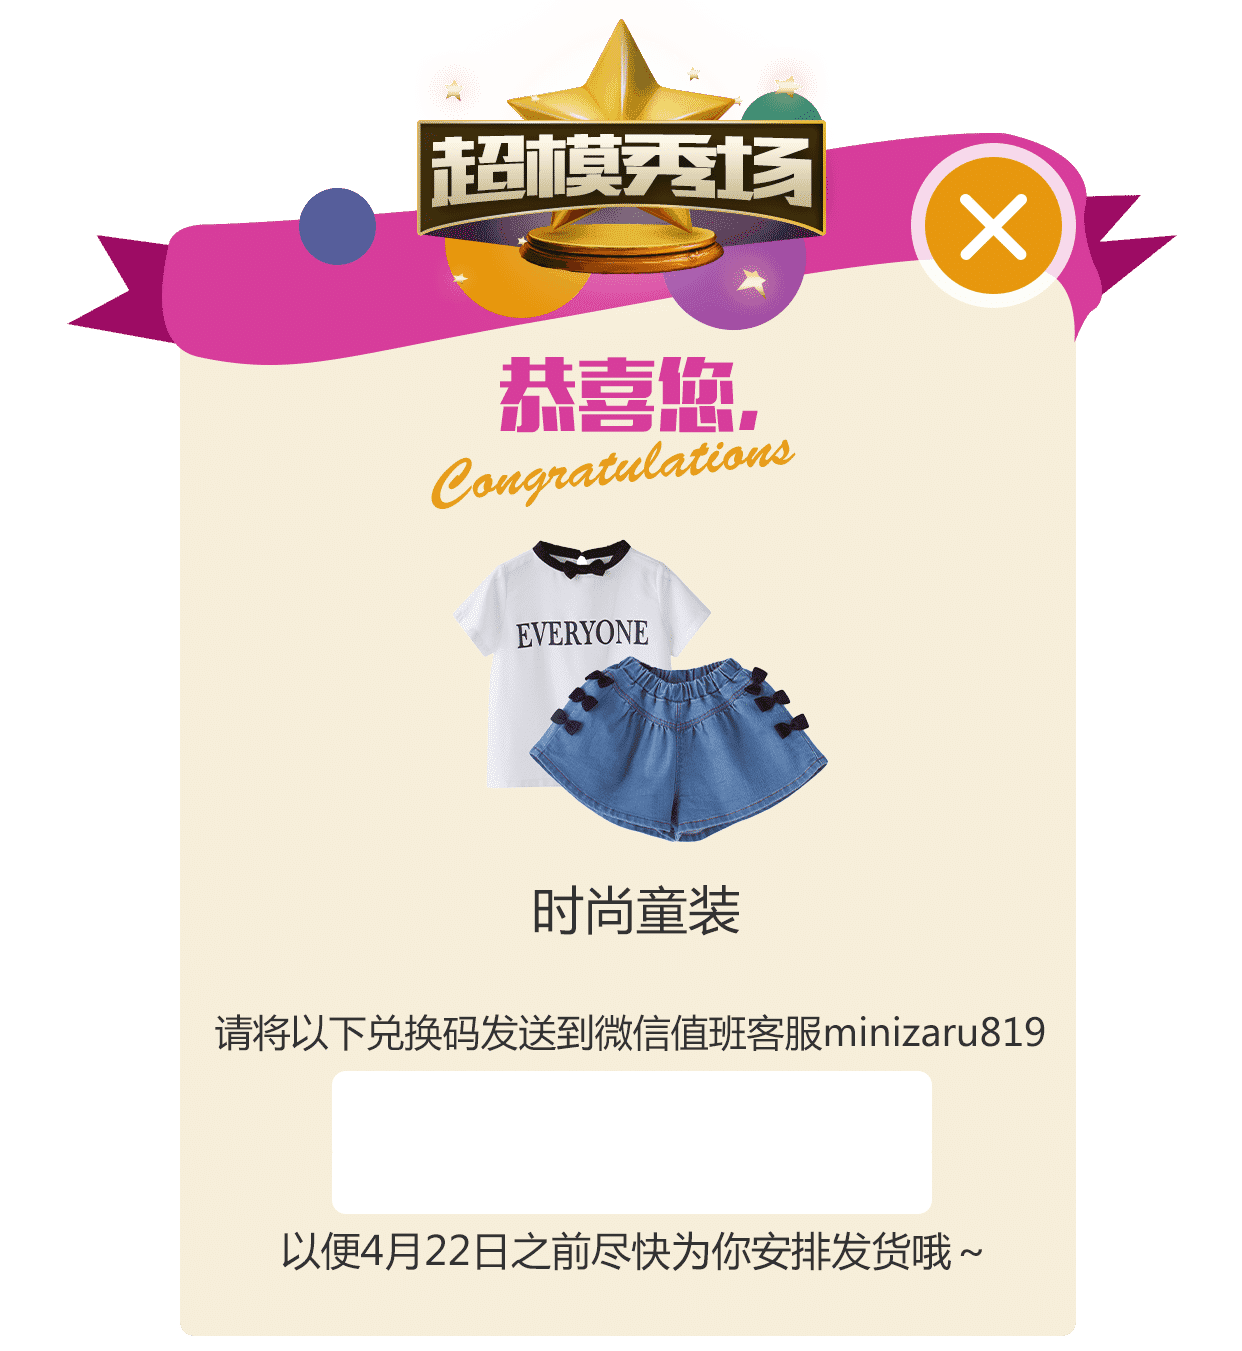 超模秀场
恭喜您,
Congratulations
EVERYONE
时尚童装
请将以下兑换码发送到微信值班客服minizaru819
以便4月22日之前尽快为你安排发货哦~